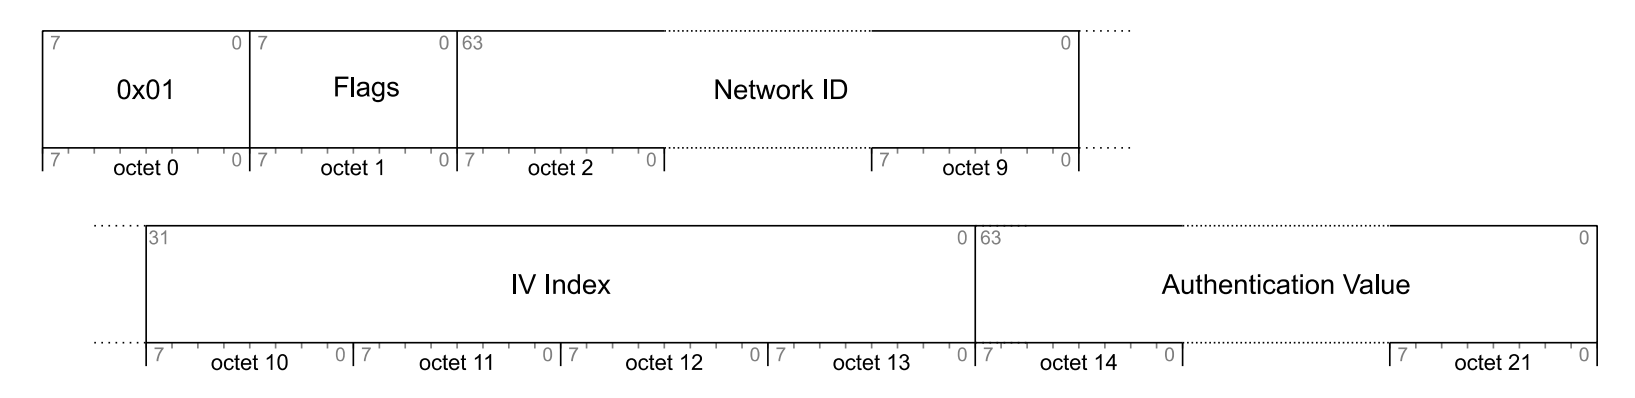 7 0 7 0 63 0
0x01 Flags Network ID
7 octet 0 0 7 octet 1 0 7 octet 2 0 7 octet 9 0
31 0 63 0
IV Index Authentication Value
7 octet 10 0 7 octet 11 0 7 octet 12 0 7 octet 13 0 7 octet 14 0 7 octet 21 0